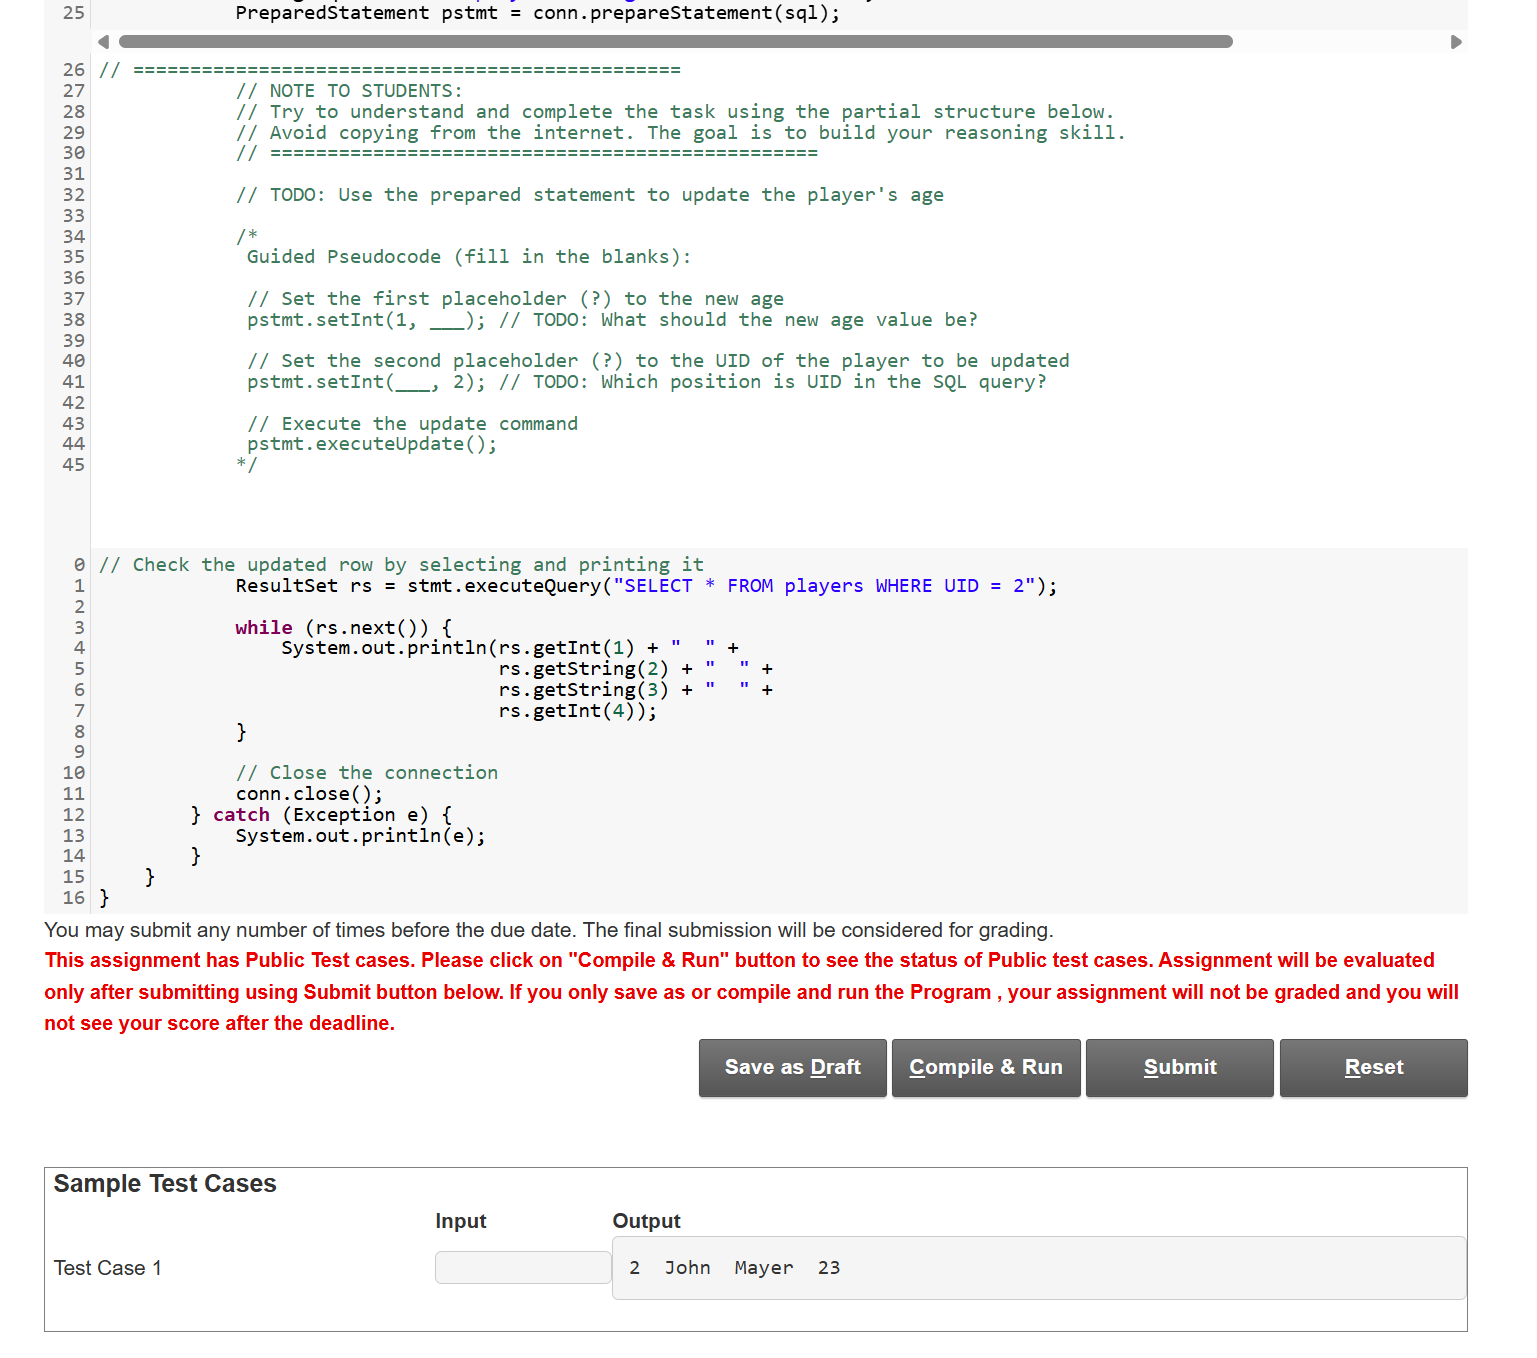 25 PreparedStatement pstmt = conn.prepareStatement(sql);
26 // ================================================
27 // NOTE TO STUDENTS:
28 // Try to understand and complete the task using the partial structure below.
29 // Avoid copying from the internet. The goal is to build your reasoning skill.
30 // ================================================
31
32 // TODO: Use the prepared statement to update the player's age
33
34 /*
35 Guided Pseudocode (fill in the blanks):
36
37 // Set the first placeholder (?) to the new age
38 pstmt.setInt(1, ___); // TODO: What should the new age value be?
39
40 // Set the second placeholder (?) to the UID of the player to be updated
41 pstmt.setInt(___, 2); // TODO: Which position is UID in the SQL query?
42
43 // Execute the update command
44 pstmt.executeUpdate();
45 */
0 // Check the updated row by selecting and printing it
1 ResultSet rs = stmt.executeQuery("SELECT * FROM players WHERE UID = 2");
2
3 while (rs.next()) {
4 System.out.println(rs.getInt(1) + "  " +
5 rs.getString(2) + "  " +
6 rs.getString(3) + "  " +
7 rs.getInt(4));
8 }
9
10 // Close the connection
11 conn.close();
12 } catch (Exception e) {
13 System.out.println(e);
14 }
15 }
16 }
You may submit any number of times before the due date. The final submission will be considered for grading.
This assignment has Public Test cases. Please click on "Compile & Run" button to see the status of Public test cases. Assignment will be evaluated
only after submitting using Submit button below. If you only save as or compile and run the Program , your assignment will not be graded and you will
not see your score after the deadline.
Save as Draft Compile & Run Submit Reset
Sample Test Cases
Input Output
Test Case 1 2  John  Mayer  23